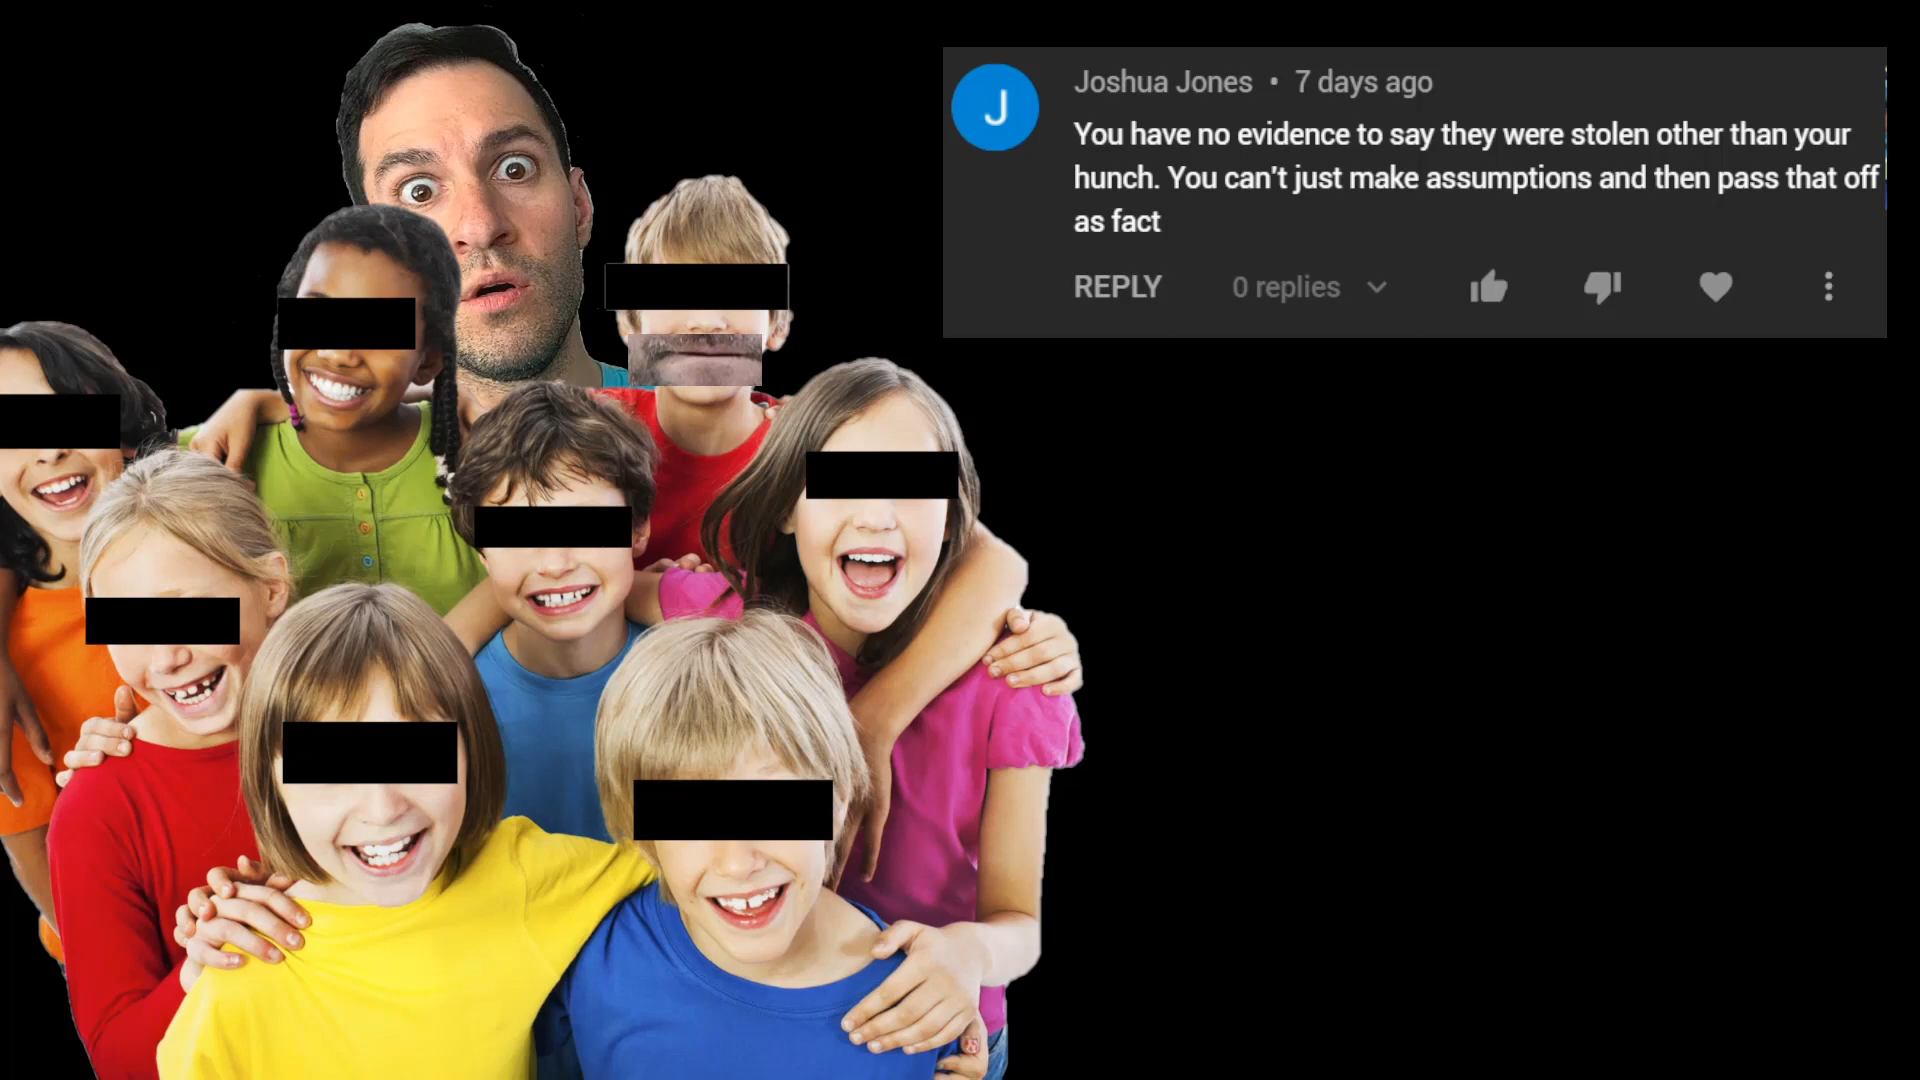 J
Joshua Jones • 7 days ago
You have no evidence to say they were stolen other than your
hunch. You can't just make assumptions and then pass that off
as fact
REPLY 0 replies